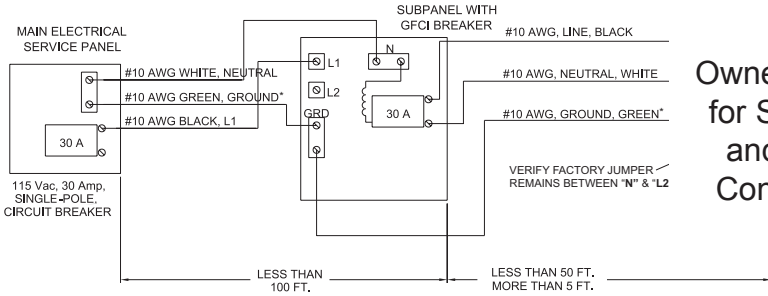 MAIN ELECTRICAL
SERVICE PANEL
#10 AWG WHITE, NEUTRAL
#10 AWG GREEN, GROUND*
#10 AWG BLACK, L1
30 A
115 Vac, 30 Amp,
SINGLE-POLE,
CIRCUIT BREAKER
SUBPANEL WITH
GFCI BREAKER
N
L1
L2
GRD
30 A
#10 AWG, LINE, BLACK
#10 AWG, NEUTRAL, WHITE
#10 AWG, GROUND, GREEN*
VERIFY FACTORY JUMPER
REMAINS BETWEEN "N" & "L2
LESS THAN
100 FT.
LESS THAN 50 FT.
MORE THAN 5 FT.
Owne
for S
and
Con